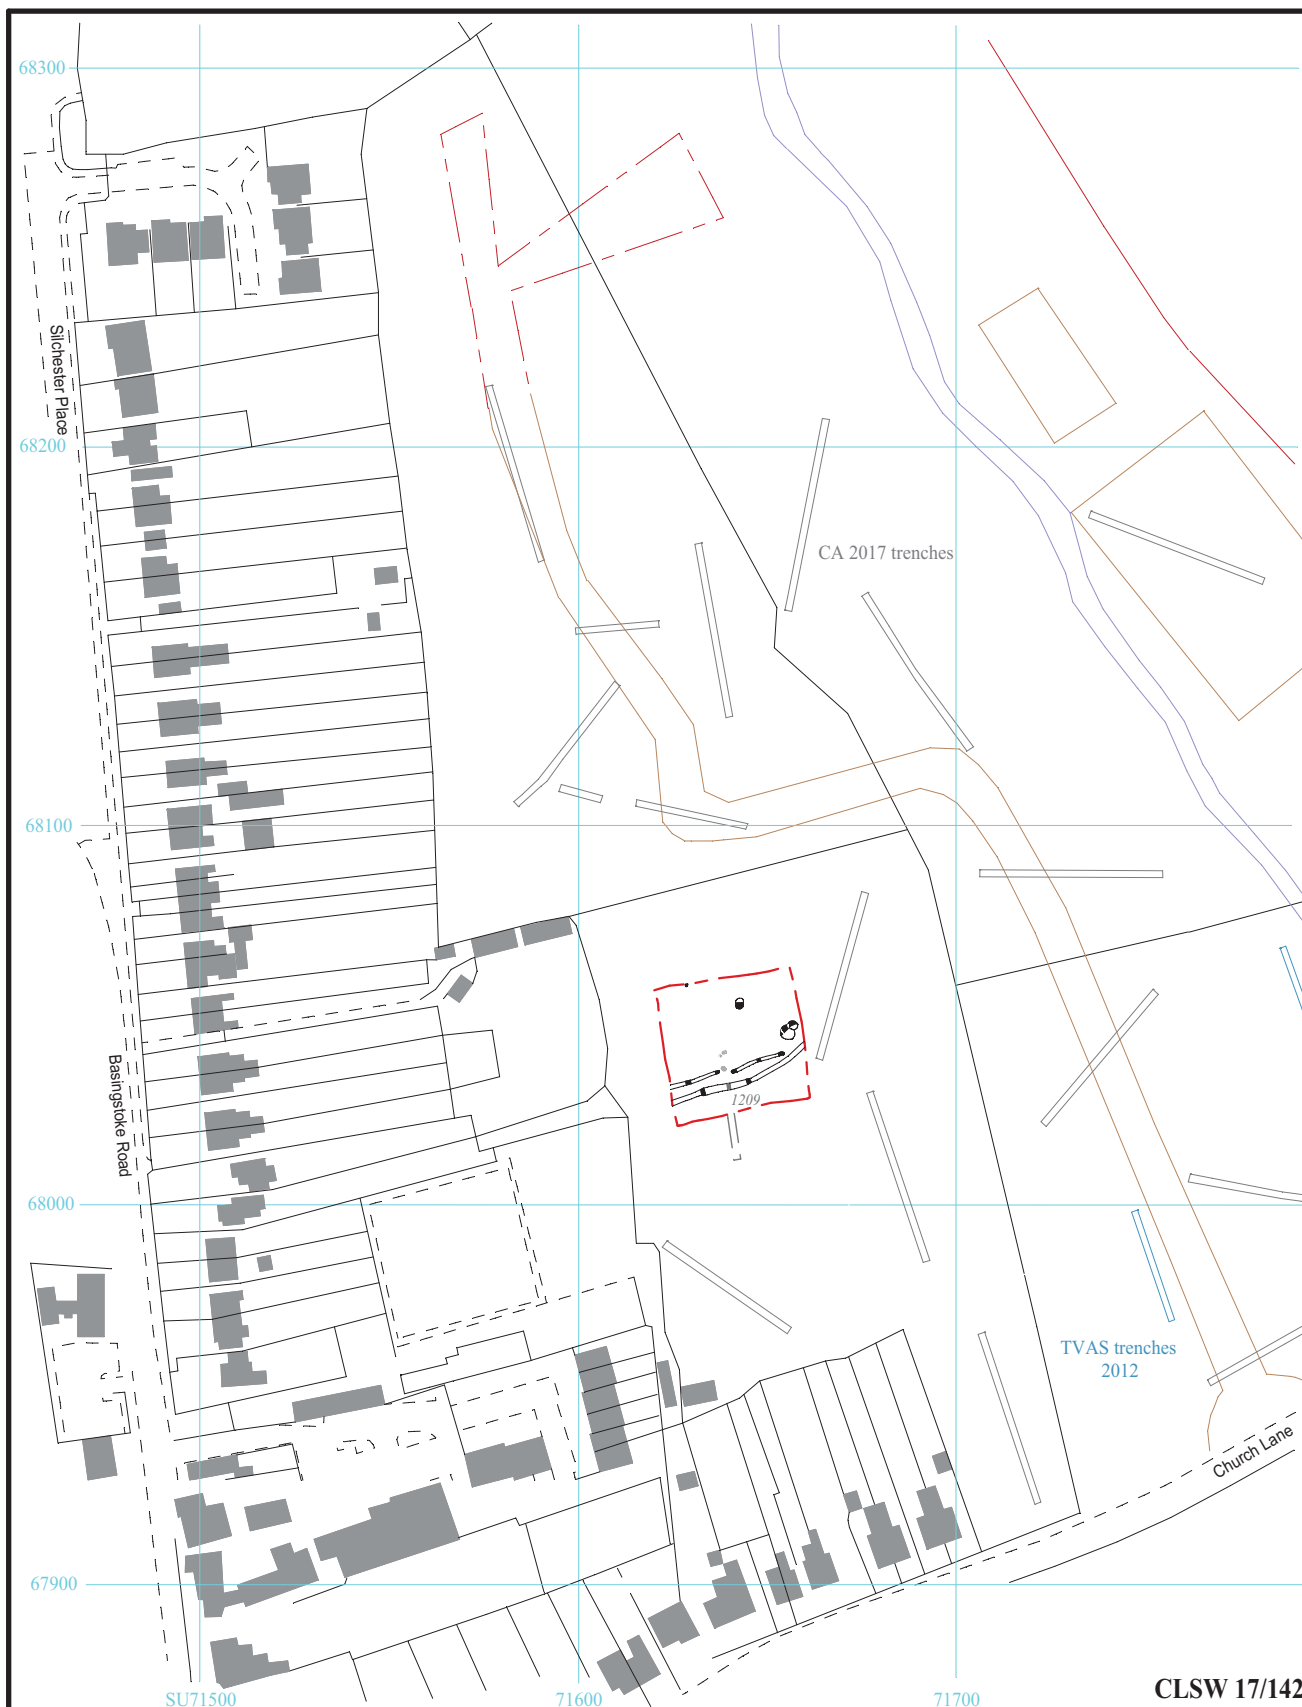 68300
Silchester Place
68200
CA 2017 trenches
68100
Basingstoke Road
1209
68000
TVAS trenches
2012
Church Lane
67900
SU71500
71600
71700
CLSW 17/142